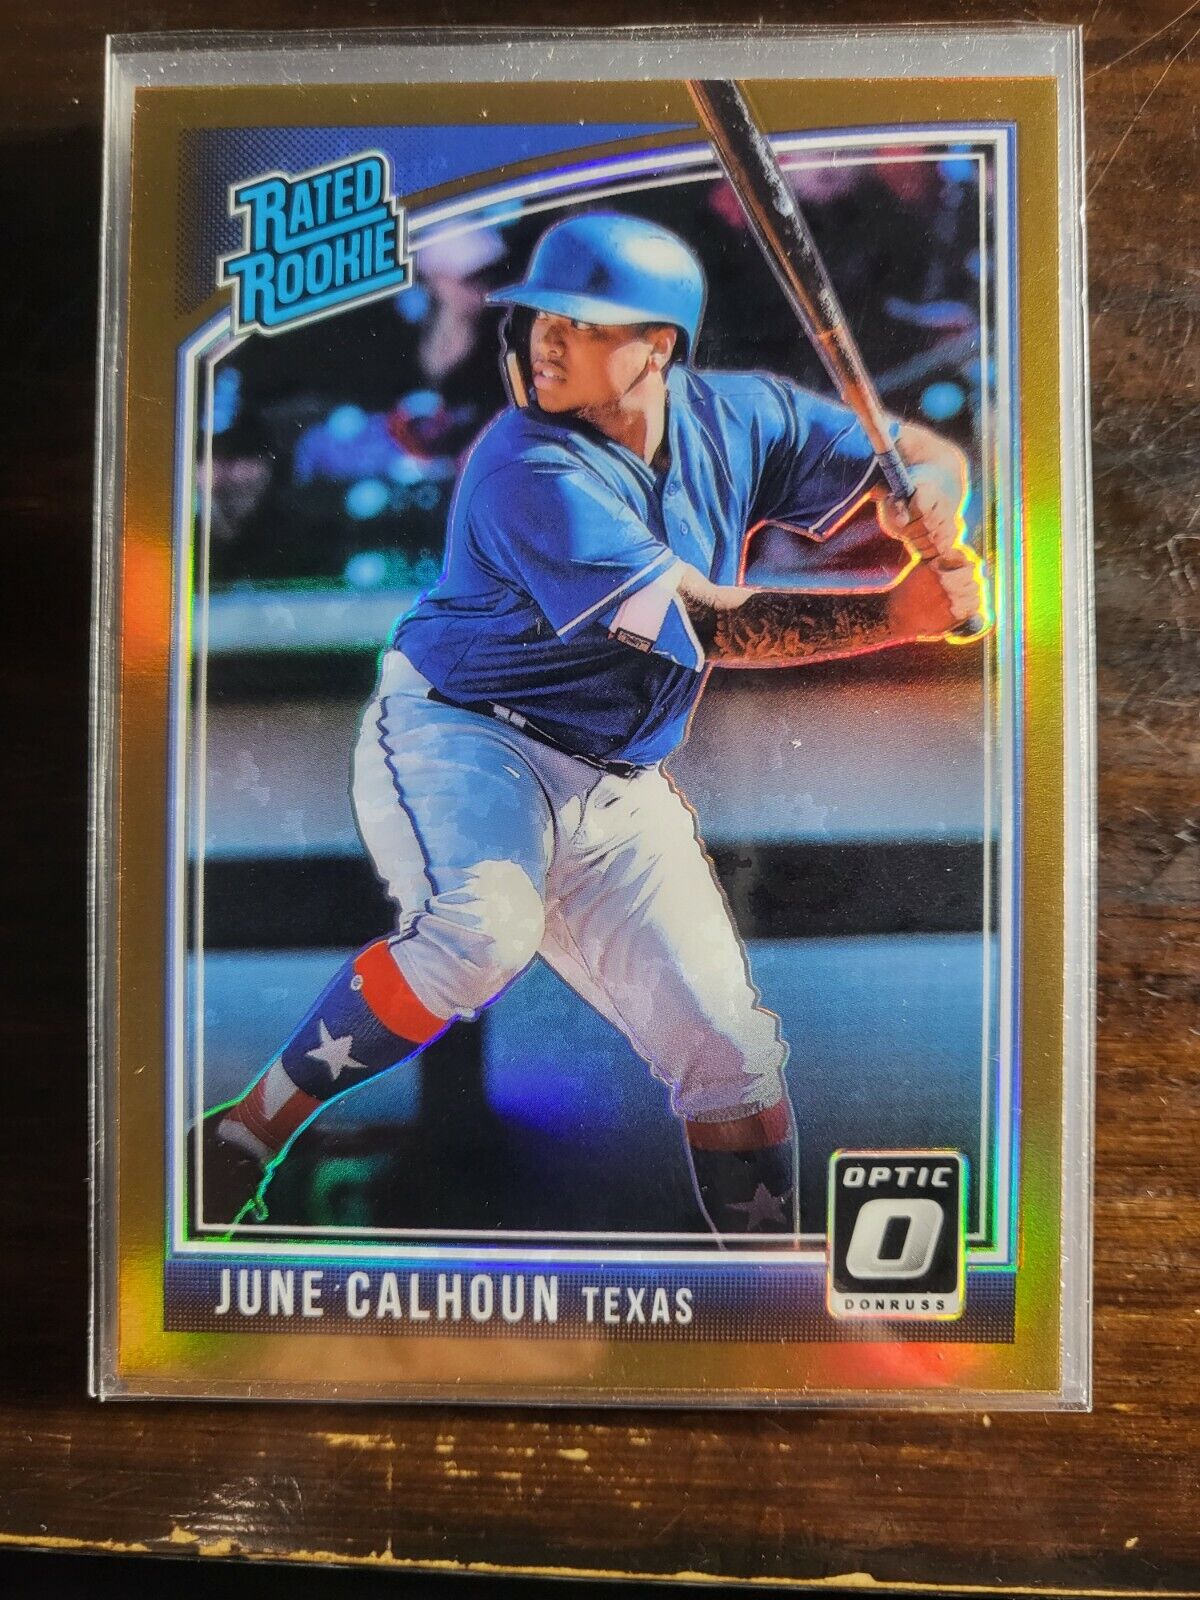 RATED
ROOKIE
OPTIC
O
DONRUSS
JUNE CALHOUN TEXAS